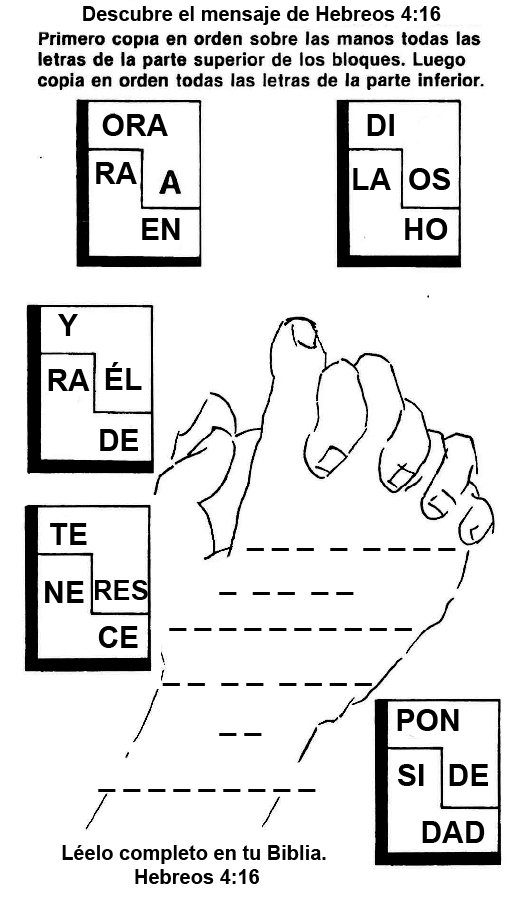 Descubre el mensaje de Hebreos 4:16
Primero copia en orden sobre las manos todas las
letras de la parte superior de los bloques. Luego
copia en orden todas las letras de la parte inferior.
ORA
RA A
EN
DI
LA OS
HO
Y
RA ÉL
DE
TE
NE RES
CE
PON
SI DE
DAD
Léelo completo en tu Biblia.
Hebreos 4:16